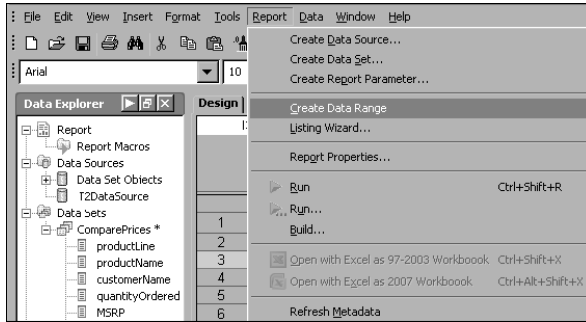 File Edit View Insert Format Tools Report Data Window Help
Arial 10
Create Data Source...
Create Data Set...
Create Report Parameter...
Create Data Range
Listing Wizard...
Report Properties...
Run Ctrl+Shift+R
Run...
Build...
Open with Excel as 97-2003 Workboook Ctrl+Shift+X
Open with Excel as 2007 Workboook Ctrl+Alt+Shift+X
Refresh Metadata
Data Explorer
Report
Report Macros
Data Sources
Data Set Objects
T2DataSource
Data Sets
ComparePrices *
productLine
productName
customerName
quantityOrdered
MSRP
Design
1
2
3
4
5
6